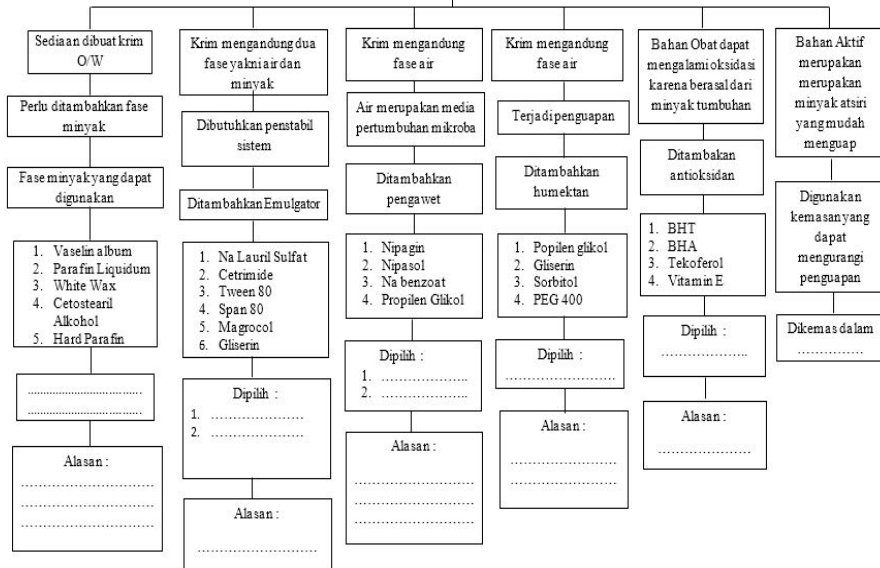 Sediaan dibuat krim
O/W
Perlu ditambahkan fase
minyak
Fase minyak yang dapat
digunakan
1. Vaselin album
2. Parafin Liquidum
3. White Wax
4. Cetostearil
Alkohol
5. Hard Parafin
......................................
......................................
Alasan :
................................
................................
................................
Krim mengandung dua
fase yakni air dan
minyak
Dibutuhkan penstabil
sistem
Ditambahkan Emulgator
1. Na Lauril Sulfat
2. Cetrimide
3. Tween 80
4. Span 80
5. Magrocol
6. Gliserin
Dipilih :
1. ......................
2. ......................
Alasan :
............................
Krim mengandung
fase air
Air merupakan media
pertumbuhan mikroba
Ditambahkan
pengawet
1. Nipagin
2. Nipasol
3. Na benzoat
4. Propilen Glikol
Dipilih :
1. ....................
2. ....................
Alasan :
............................
............................
............................
Krim mengandung
fase air
Terjadi penguapan
Ditambahkan
humektan
1. Popilen glikol
2. Gliserin
3. Sorbitol
4. PEG 400
Dipilih :
..........................
Alasan :
.........................
.........................
Bahan Obat dapat
mengalami oksidasi
karena berasal dari
minyak tumbuhan
Ditambakan
antioksidan
1. BHT
2. BHA
3. Tekoferol
4. Vitamin E
Dipilih :
....................
Alasan :
......................
Bahan Aktif
merupakan
merupakan
minyak atsiri
yang mudah
menguap
Digunakan
kemasan yang
dapat
mengurangi
penguapan
Dikemas dalam
...............